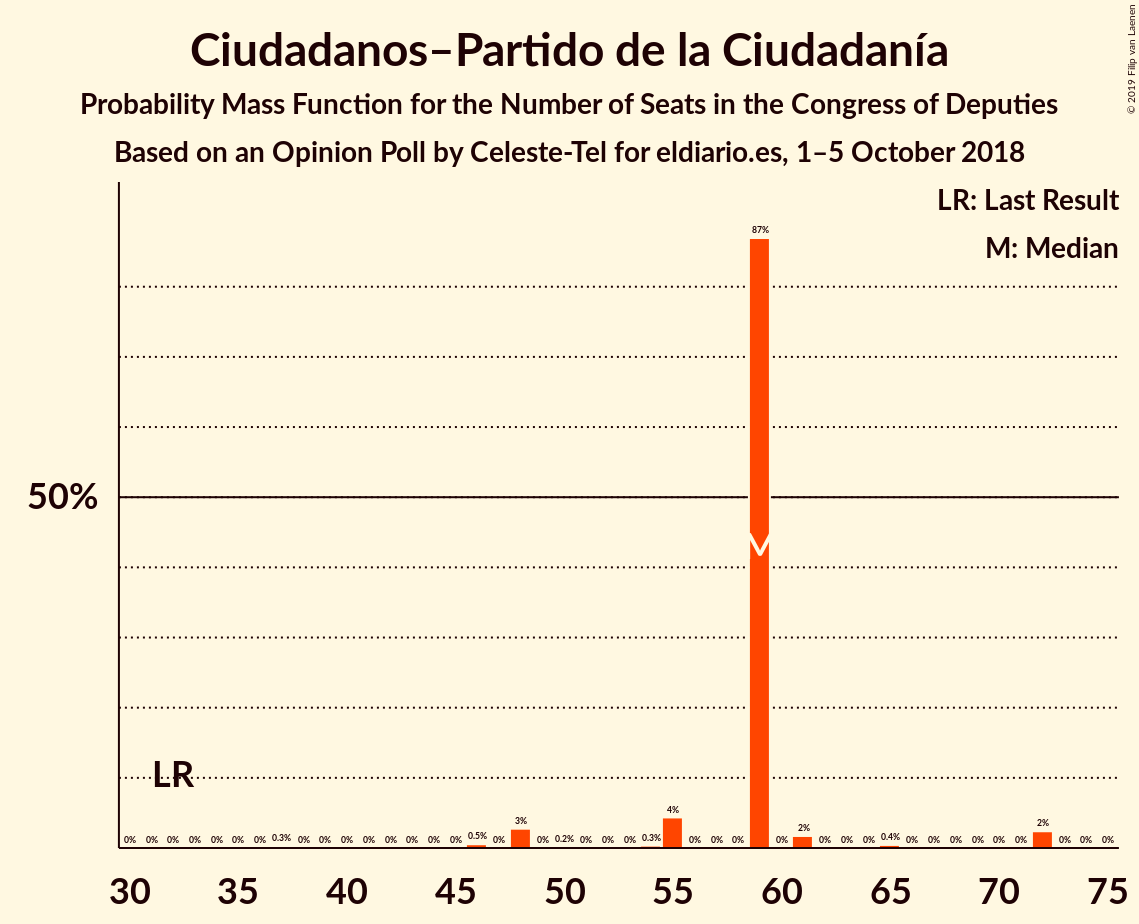 Ciudadanos–Partido de la Ciudadanía
Probability Mass Function for the Number of Seats in the Congress of Deputies
Based on an Opinion Poll by Celeste-Tel for eldiario.es, 1–5 October 2018
© 2019 Filip van Laenen
LR: Last Result
M: Median
87%
50%
LR
0% 0% 0% 0% 0% 0% 0% 0.3% 0% 0% 0% 0% 0% 0% 0% 0% 0.5% 0% 3% 0% 0.2% 0% 0% 0% 0.3% 4% 0% 0% 0% 0% 2% 0% 0% 0% 0.4% 0% 0% 0% 0% 0% 0% 2% 0% 0% 0%
30 35 40 45 50 55 60 65 70 75